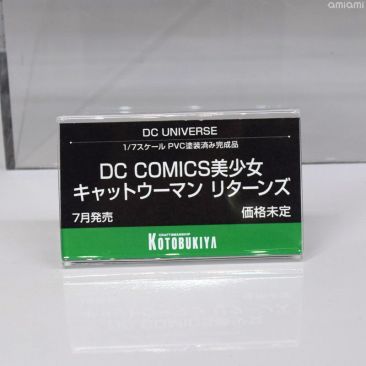 amiami
DC UNIVERSE
1/7スケール PVC塗装済み完成品
DC COMICS美少女
キャットウーマン リターンズ
7月発売 価格未定
CRAFTSMANSHIP
KOTOBUKIYA